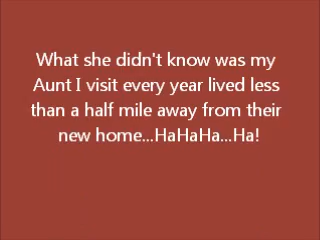 What she didn't know was my
Aunt I visit every year lived less
than a half mile away from their
new home...HaHaHa...Ha!